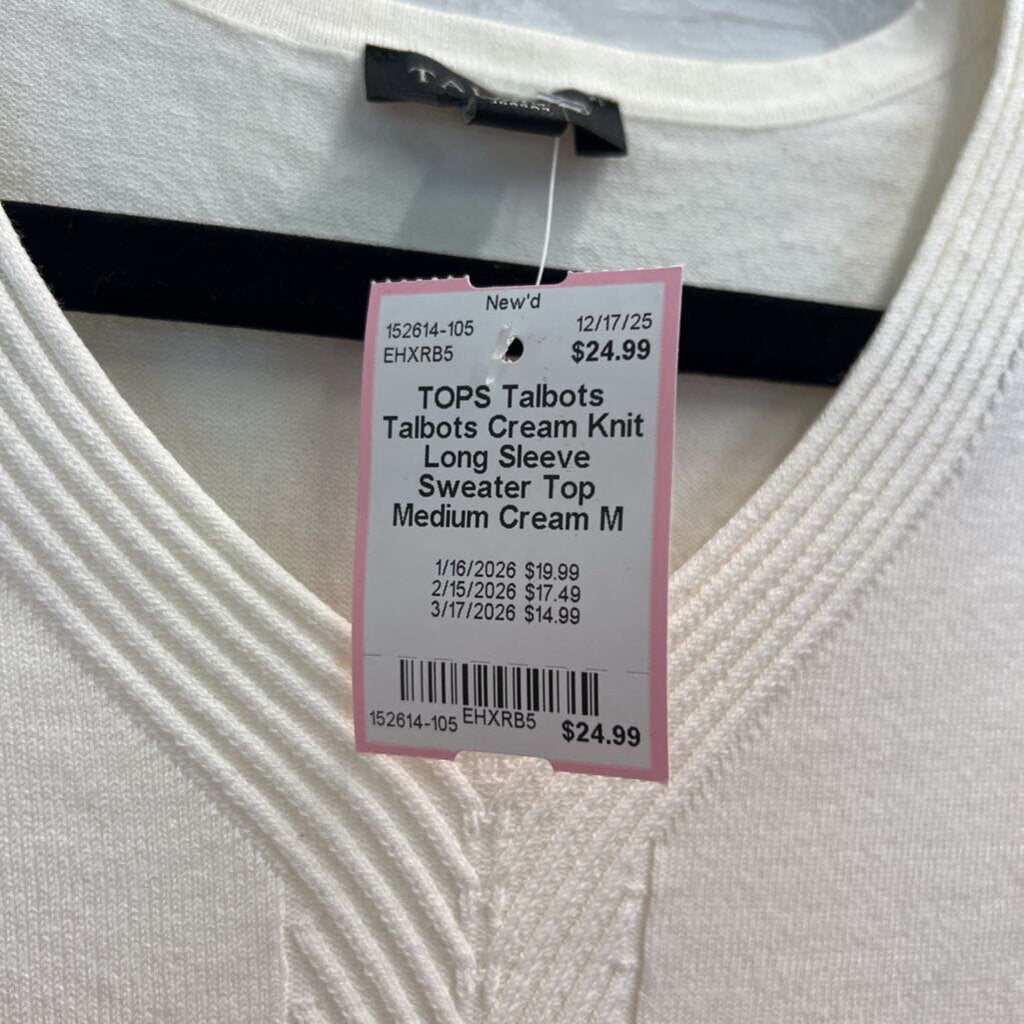 New'd
152614-105 12/17/25
EHXRB5 $24.99
TOPS Talbots
Talbots Cream Knit
Long Sleeve
Sweater Top
Medium Cream M
1/16/2026 $19.99
2/15/2026 $17.49
3/17/2026 $14.99
152614-105 EHXRB5 $24.99